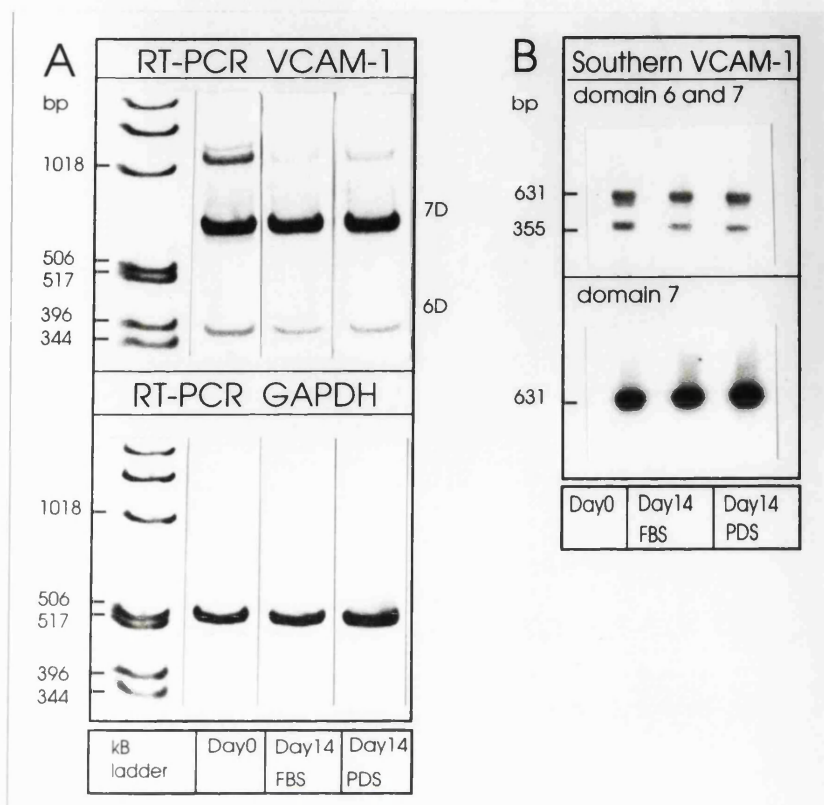 A
RT-PCR VCAM-1
bp
1018
506
517
396
344
7D
6D
RT-PCR GAPDH
1018
506
517
396
344
kB ladder
Day0
Day14 FBS
Day14 PDS
B
Southern VCAM-1
bp
domain 6 and 7
631
355
domain 7
631
Day0
Day14 FBS
Day14 PDS